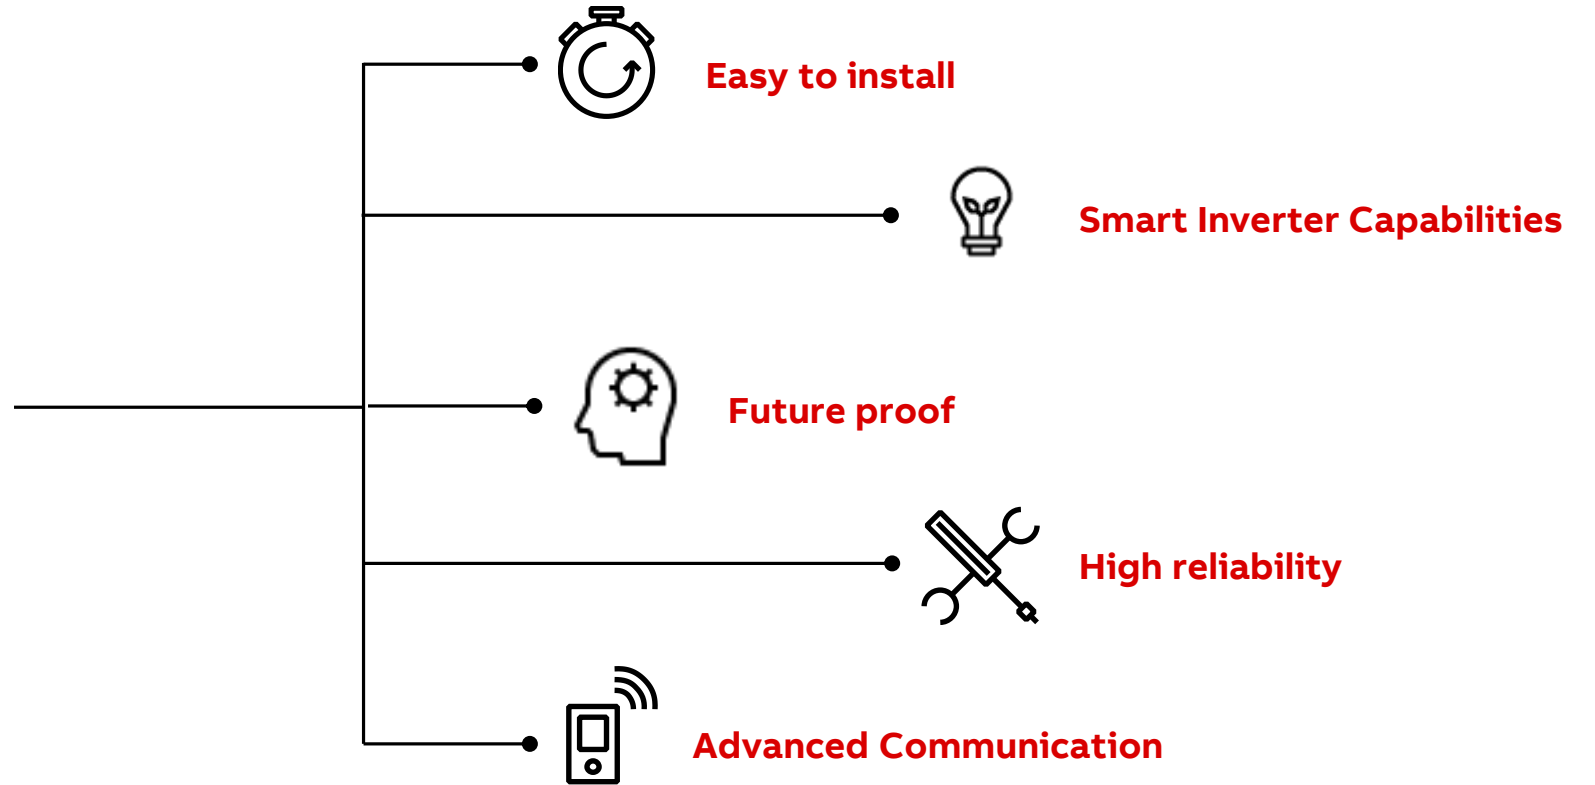 Easy to install
Smart Inverter Capabilities
Future proof
High reliability
Advanced Communication